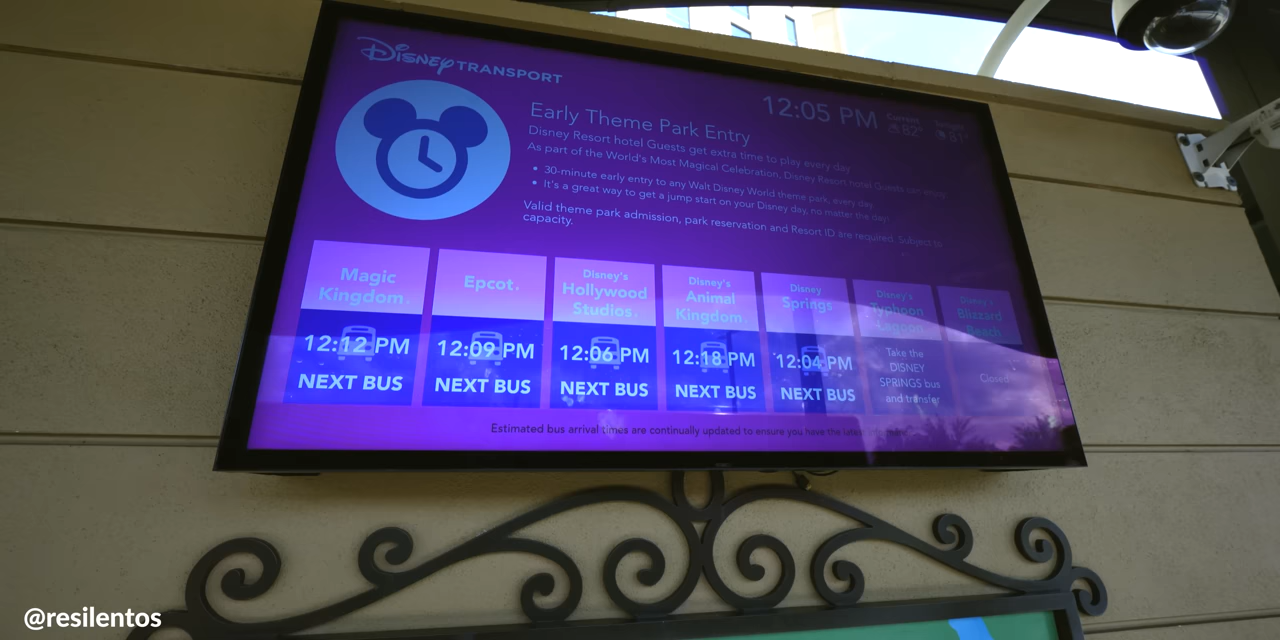 Disney TRANSPORT
12:05 PM
Current
82°
Tonight
81°
Early Theme Park Entry
Disney Resort hotel Guests get extra time to play every day
As part of the World's Most Magical Celebration, Disney Resort hotel Guests can enjoy
• 30-minute early entry to any Walt Disney World theme park, every day
• It's a great way to get a jump start on your Disney day, no matter the day!
Valid theme park admission, park reservation and Resort ID are required. Subject to
capacity.
Magic
Kingdom.
12:12 PM
NEXT BUS
Epcot.
12:09 PM
NEXT BUS
Disney's
Hollywood
Studios.
12:06 PM
NEXT BUS
Disney's
Animal
Kingdom.
12:18 PM
NEXT BUS
Disney
Springs
12:04 PM
NEXT BUS
Disney's
Typhoon
Lagoon
Take the
DISNEY
SPRINGS bus
and transfer
Disney's
Blizzard
Beach
Closed
Estimated bus arrival times are continually updated to ensure you have the latest
@resilentos